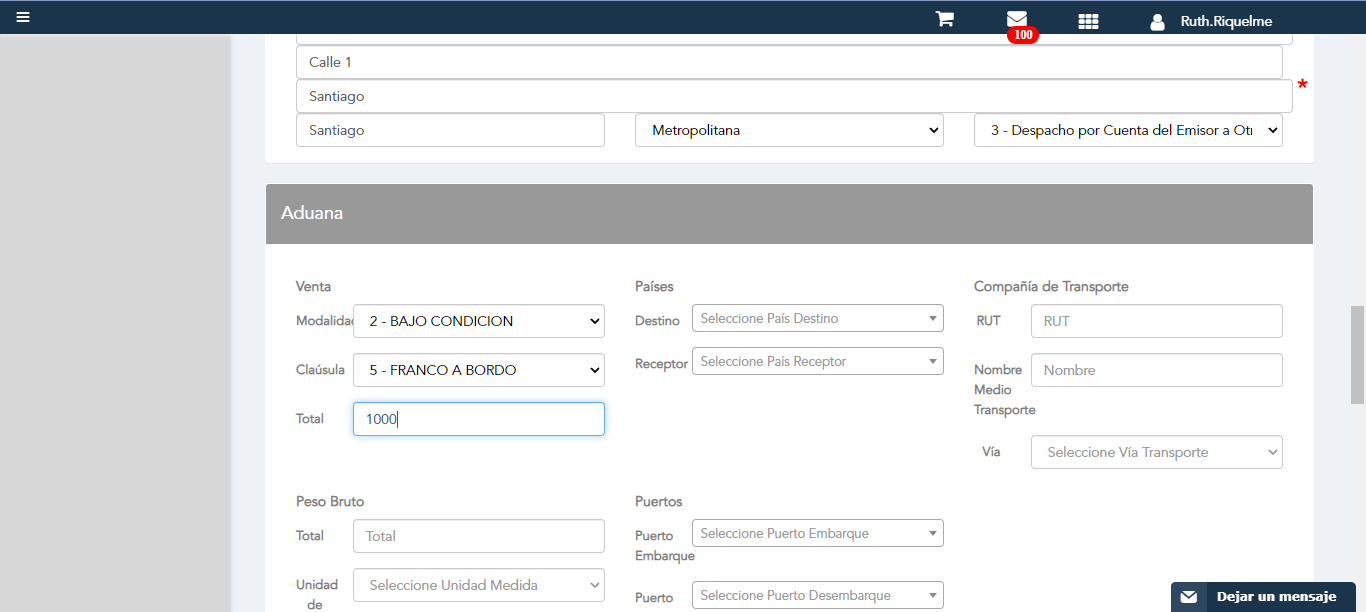 Ruth.Riquelme
100
Calle 1
Santiago
*
Santiago
Metropolitana
3 - Despacho por Cuenta del Emisor a Otr
Aduana
Venta
Modalidad
2 - BAJO CONDICION
Claúsula
5 - FRANCO A BORDO
Total
1000
Países
Destino
Seleccione País Destino
Receptor
Seleccione País Receptor
Compañía de Transporte
RUT
RUT
Nombre
Medio
Transporte
Nombre
Vía
Seleccione Vía Transporte
Peso Bruto
Total
Total
Unidad
de
Seleccione Unidad Medida
Puertos
Puerto
Embarque
Seleccione Puerto Embarque
Puerto
Seleccione Puerto Desembarque
Dejar un mensaje